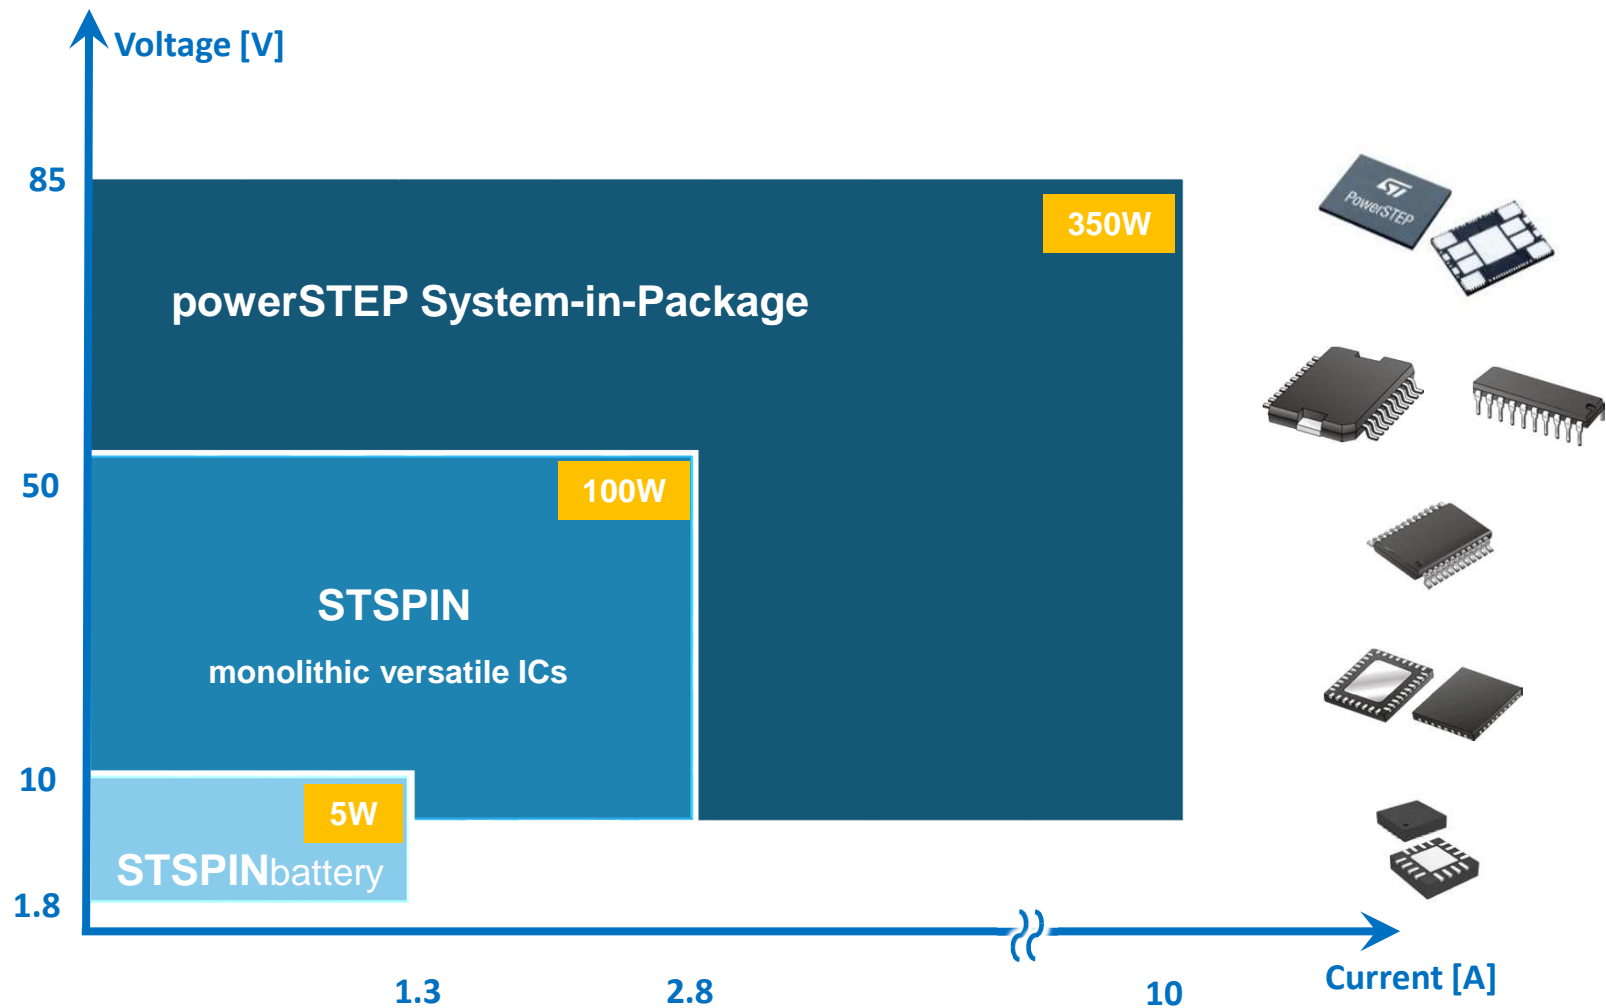 Voltage [V]
85
350W
ST
PowerSTEP
powerSTEP System-in-Package
50
100W
STSPIN
monolithic versatile ICs
10
5W
STSPINbattery
1.8
1.3
2.8
10
Current [A]